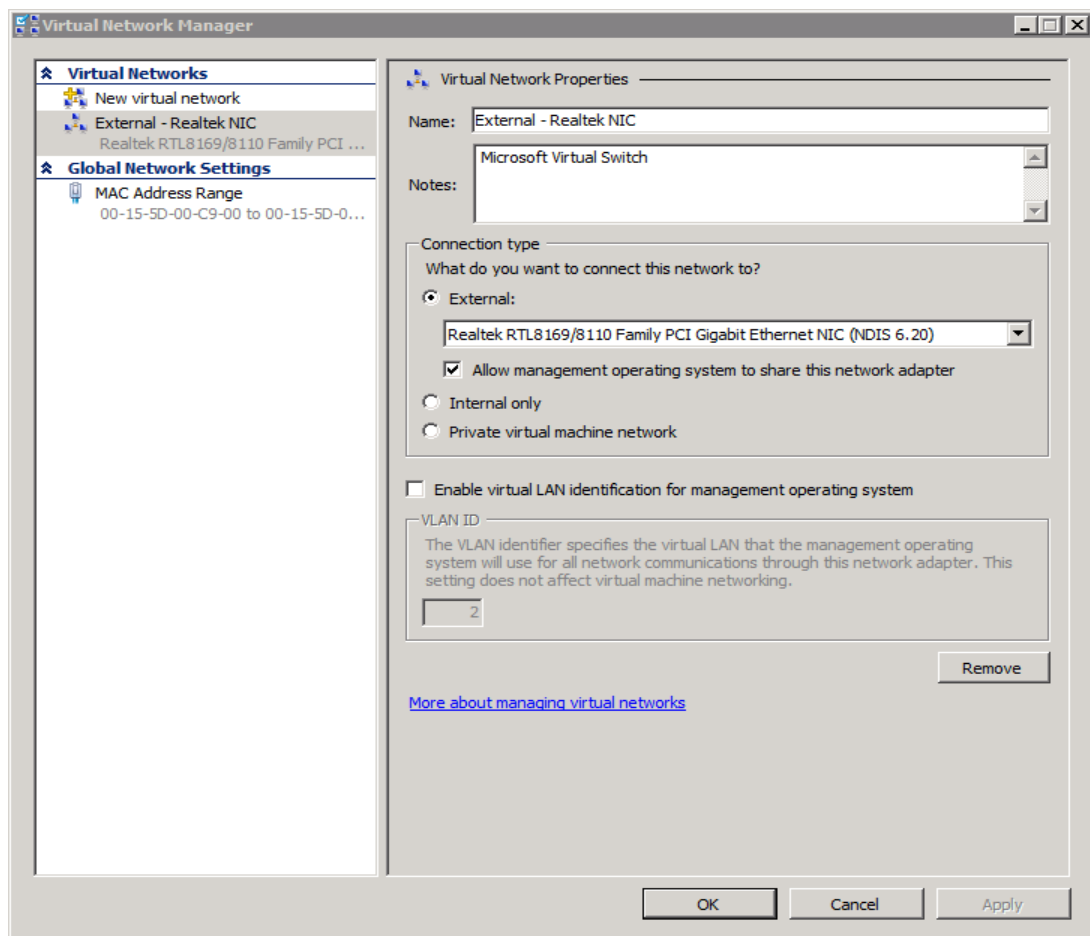 Virtual Network Manager
Virtual Networks
New virtual network
External - Realtek NIC
Realtek RTL8169/8110 Family PCI ...
Global Network Settings
MAC Address Range
00-15-5D-00-C9-00 to 00-15-5D-0...
Virtual Network Properties
Name: External - Realtek NIC
Notes: Microsoft Virtual Switch
Connection type
What do you want to connect this network to?
External:
Realtek RTL8169/8110 Family PCI Gigabit Ethernet NIC (NDIS 6.20)
Allow management operating system to share this network adapter
Internal only
Private virtual machine network
Enable virtual LAN identification for management operating system
VLAN ID
The VLAN identifier specifies the virtual LAN that the management operating
system will use for all network communications through this network adapter. This
setting does not affect virtual machine networking.
2
Remove
More about managing virtual networks
OK Cancel Apply